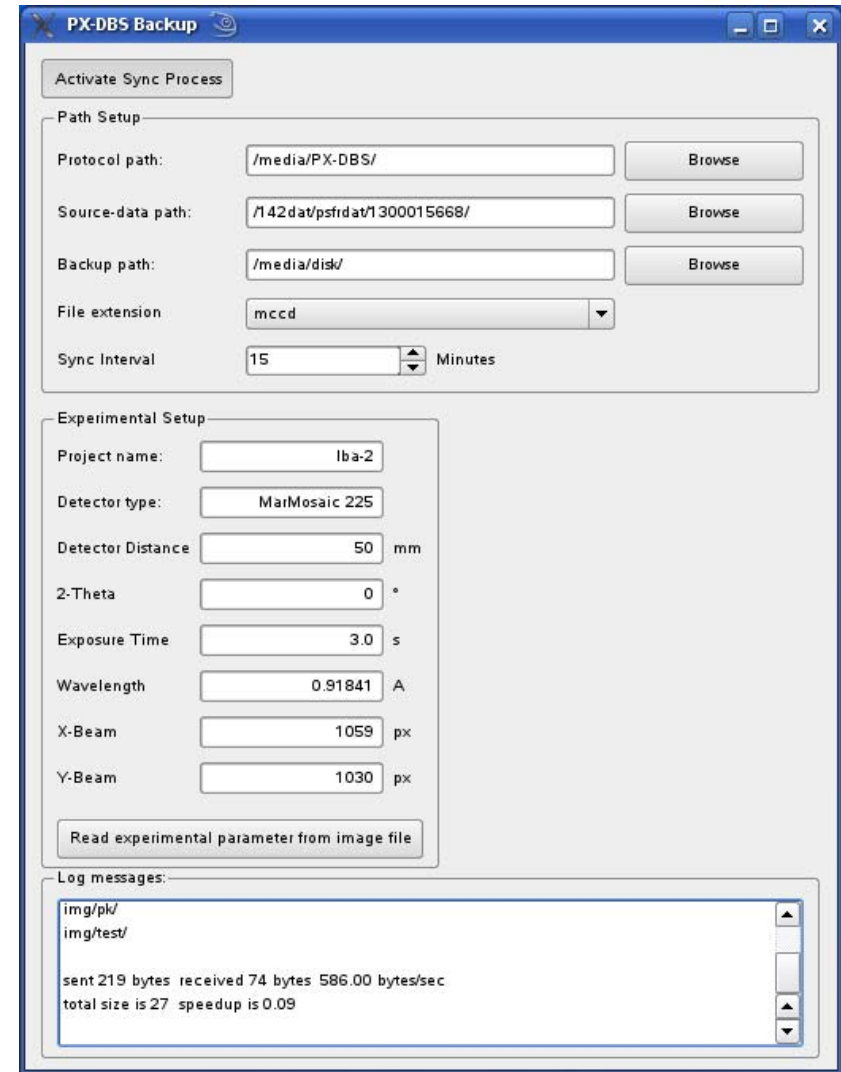 PX-DBS Backup
Activate Sync Process
Path Setup
Protocol path: /media/PX-DBS/ Browse
Source-data path: /142dat/psfrdat/1300015668/ Browse
Backup path: /media/disk/ Browse
File extension mccd
Sync Interval 15 Minutes
Experimental Setup
Project name: Iba-2
Detector type: MarMosaic 225
Detector Distance 50 mm
2-Theta 0 °
Exposure Time 3.0 s
Wavelength 0.91841 A
X-Beam 1059 px
Y-Beam 1030 px
Read experimental parameter from image file
Log messages:
img/pk/
img/test/
sent 219 bytes received 74 bytes 586.00 bytes/sec
total size is 27 speedup is 0.09